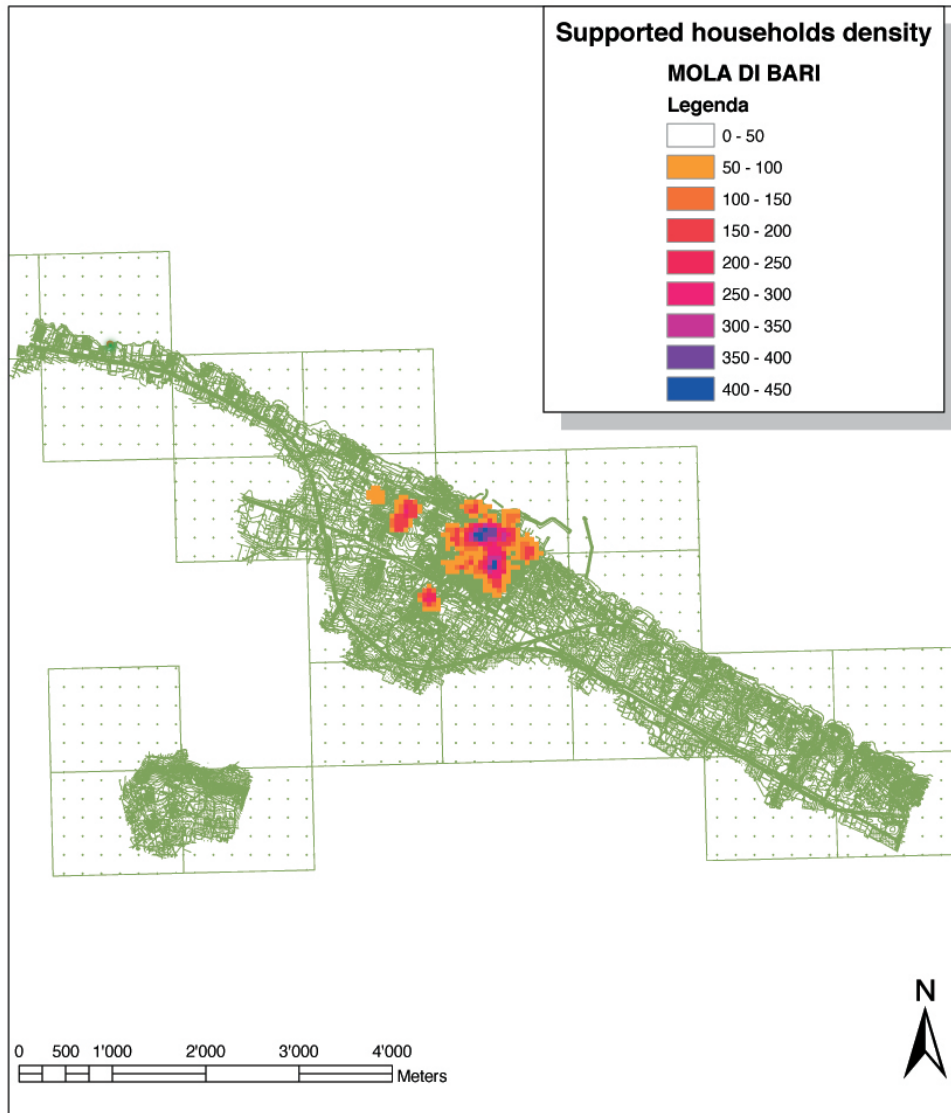 Supported households density
MOLA DI BARI
Legenda
0 - 50
50 - 100
100 - 150
150 - 200
200 - 250
250 - 300
300 - 350
350 - 400
400 - 450
N
0 500 1'000 2'000 3'000 4'000
Meters